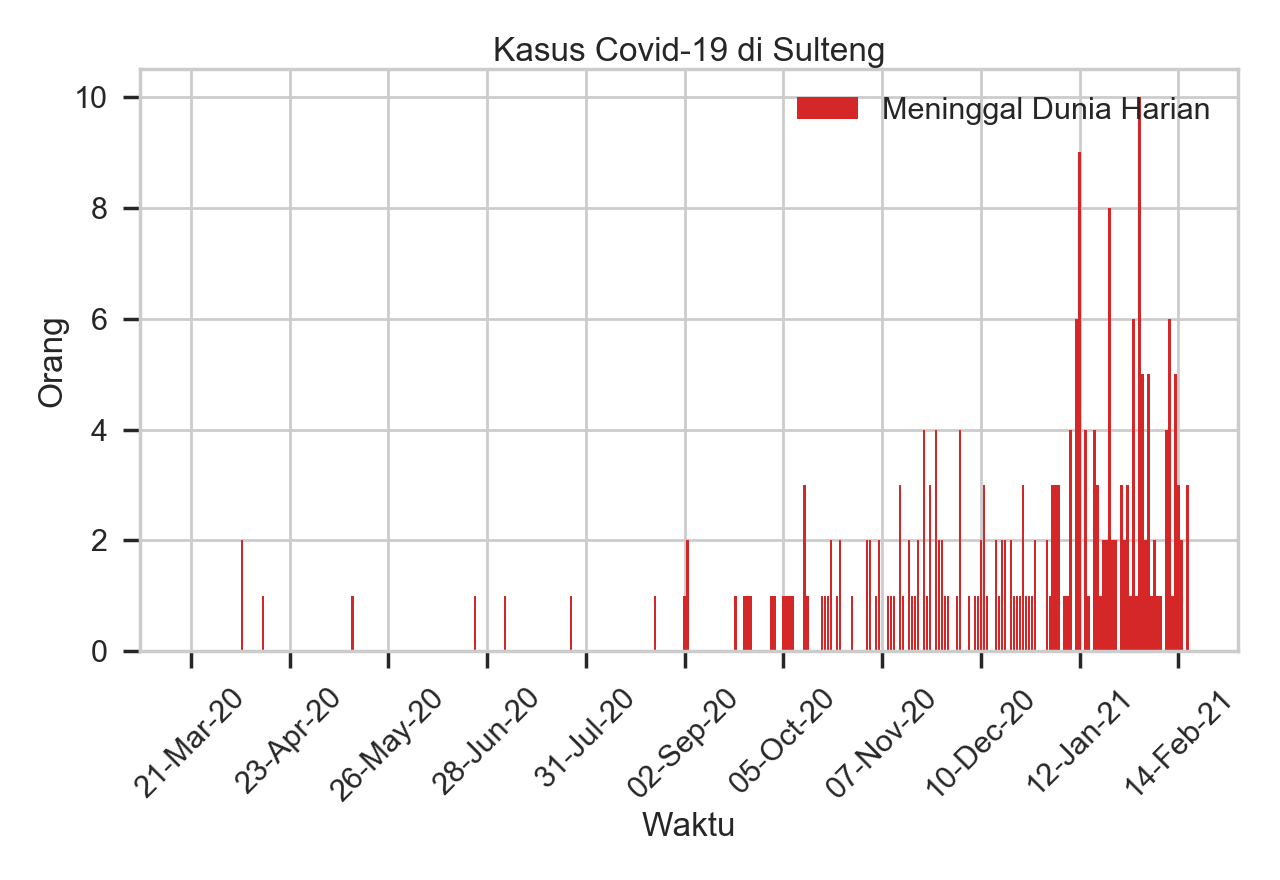 Kasus Covid-19 di Sulteng
Meninggal Dunia Harian
10
8
6
4
2
0
Orang
21-Mar-20
23-Apr-20
26-May-20
28-Jun-20
31-Jul-20
02-Sep-20
05-Oct-20
07-Nov-20
10-Dec-20
12-Jan-21
14-Feb-21
Waktu